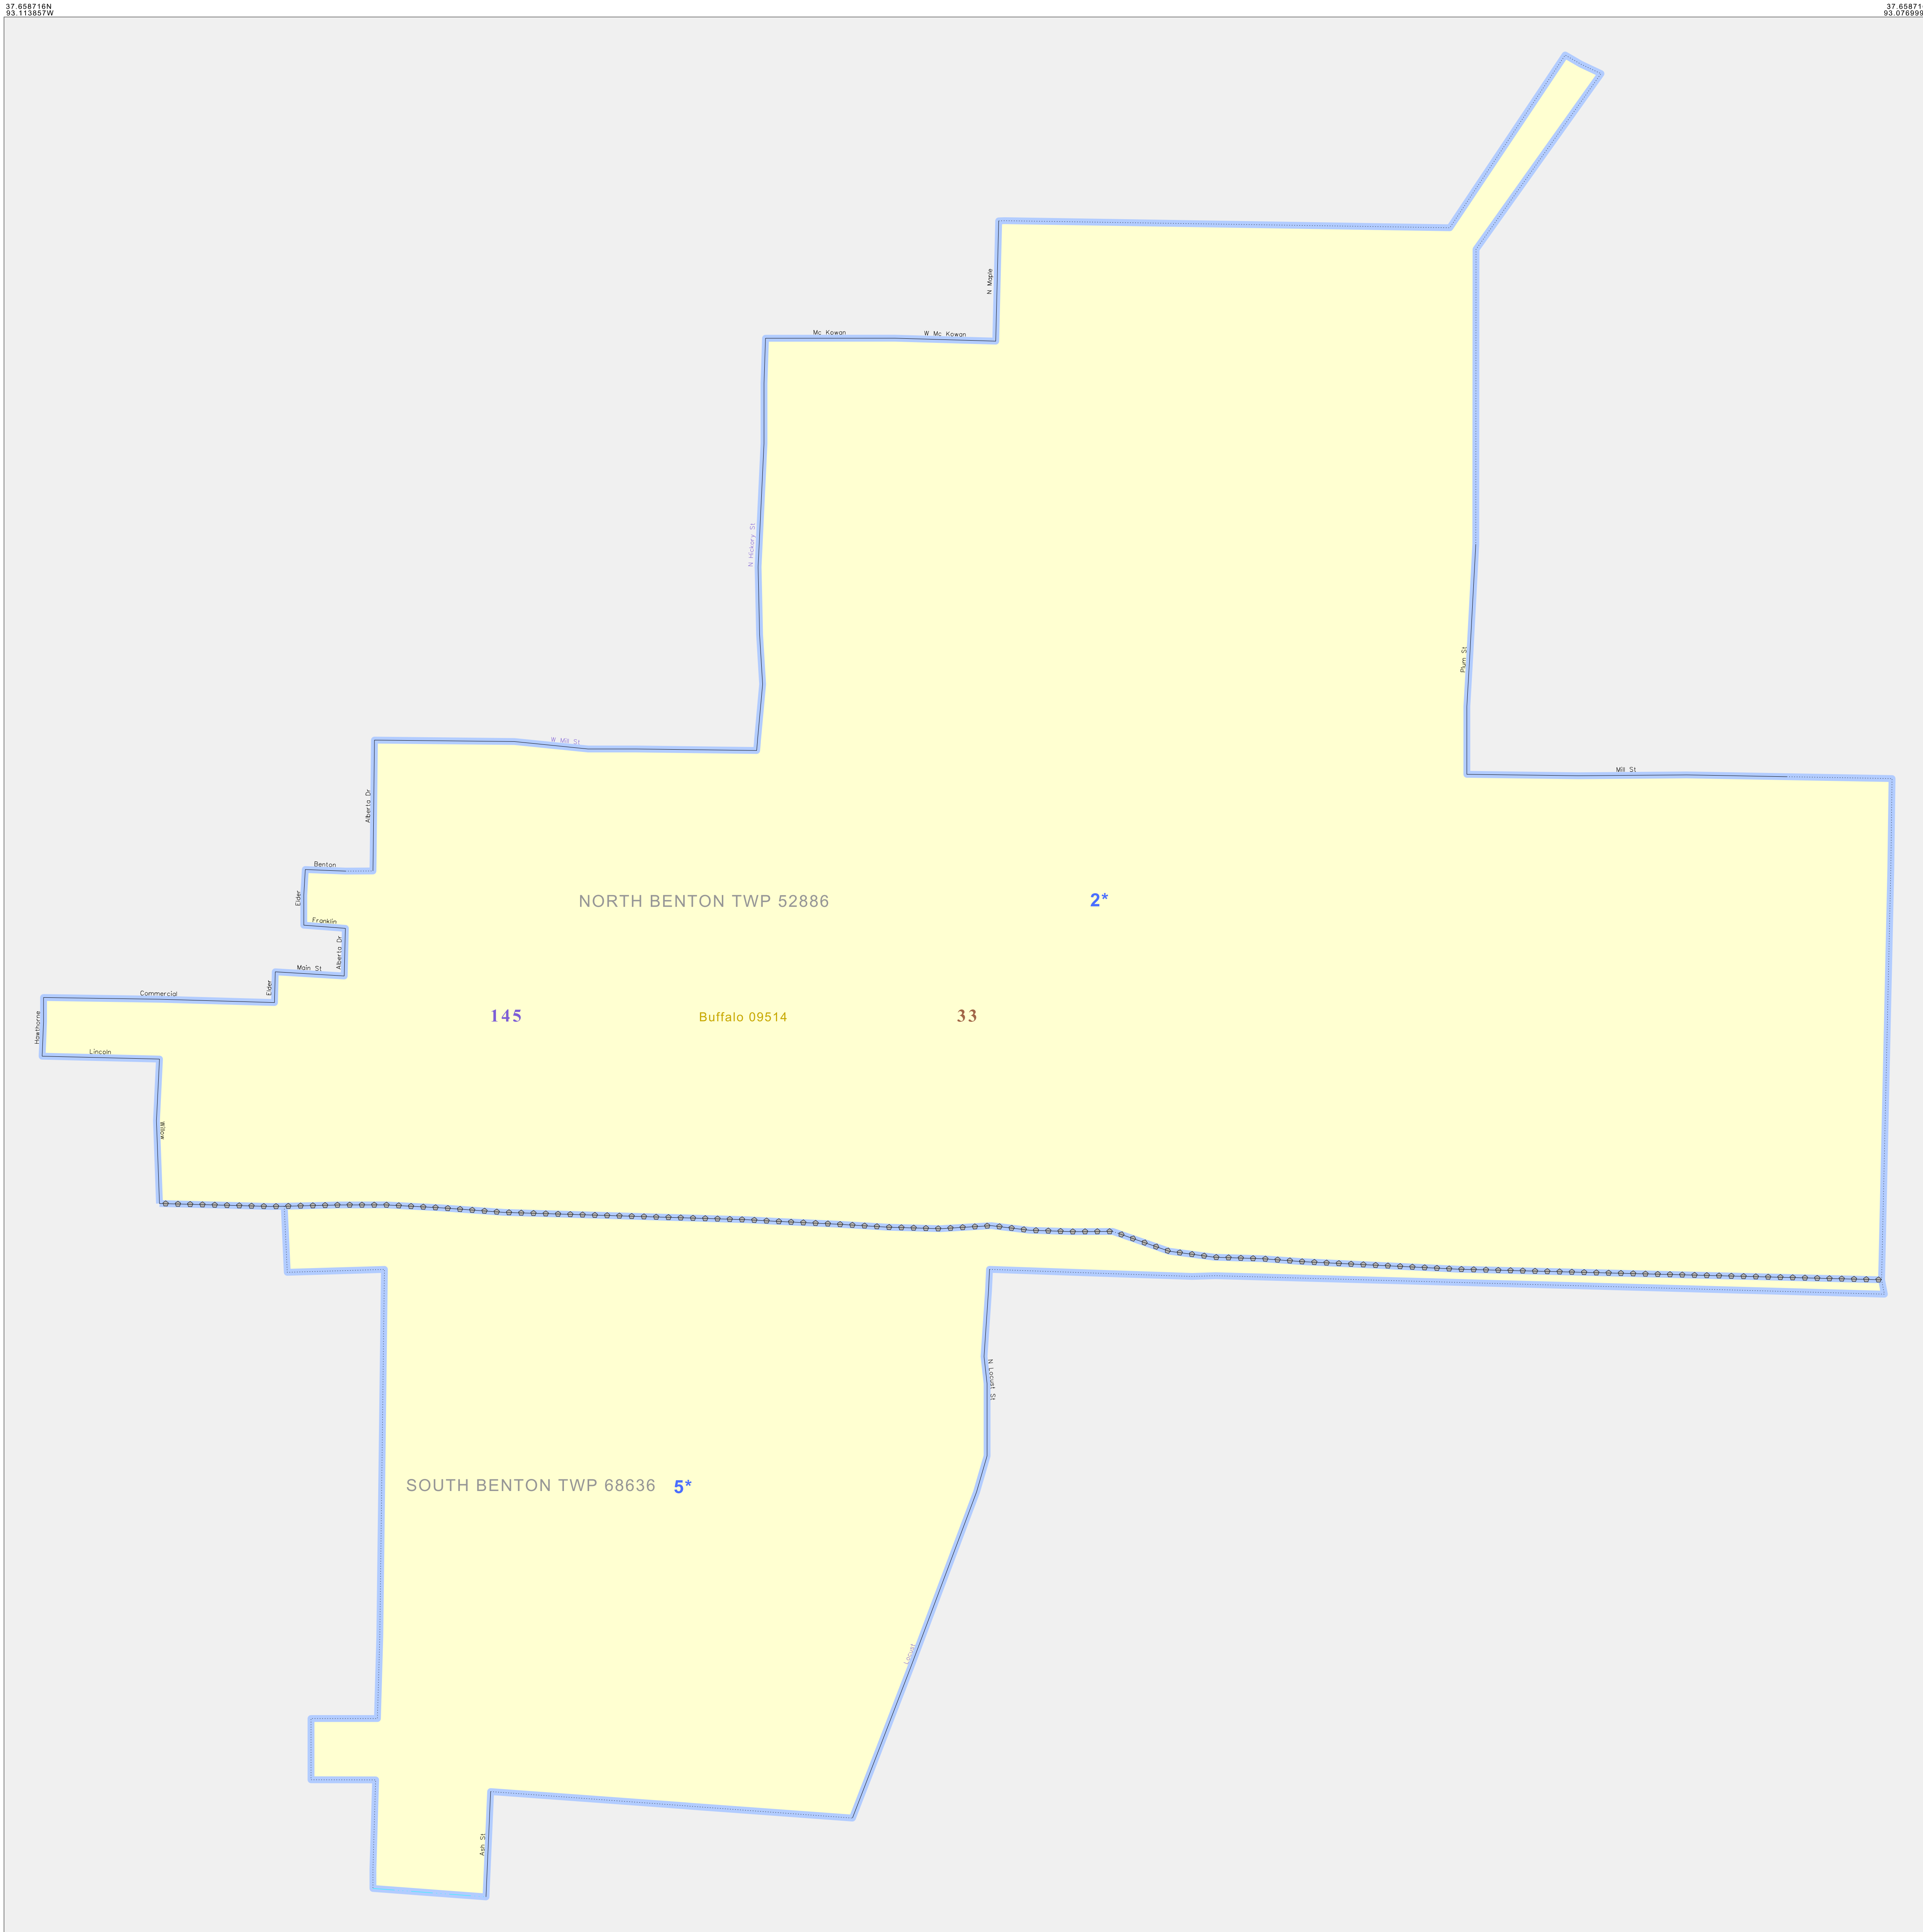 37.658716N
93.113857W
37.65871
93.076999
N Maple
Mc Kowan
W Mc Kowan
N Hickory St
Plum St
W Mill St
Mill St
Alberta Dr
Benton
Elder
NORTH BENTON TWP 52886
2*
Franklin
Alberta Dr
Main St
Elder
Commercial
Hawthorne
145
Buffalo 09514
33
Lincoln
Willow
N Locust St
SOUTH BENTON TWP 68636
5*
Locust
Ash St